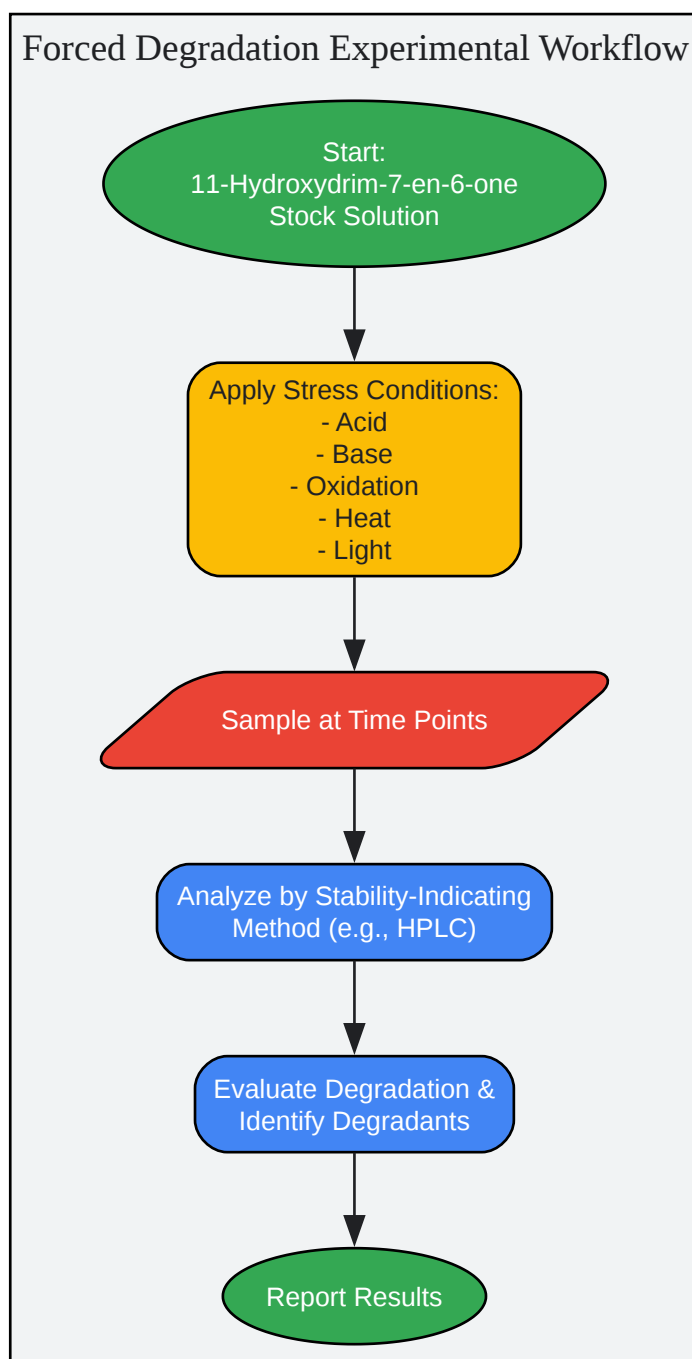 Forced Degradation Experimental Workflow
Start:
11-Hydroxydrim-7-en-6-one
Stock Solution
Apply Stress Conditions:
- Acid
- Base
- Oxidation
- Heat
- Light
Sample at Time Points
Analyze by Stability-Indicating
Method (e.g., HPLC)
Evaluate Degradation &
Identify Degradants
Report Results